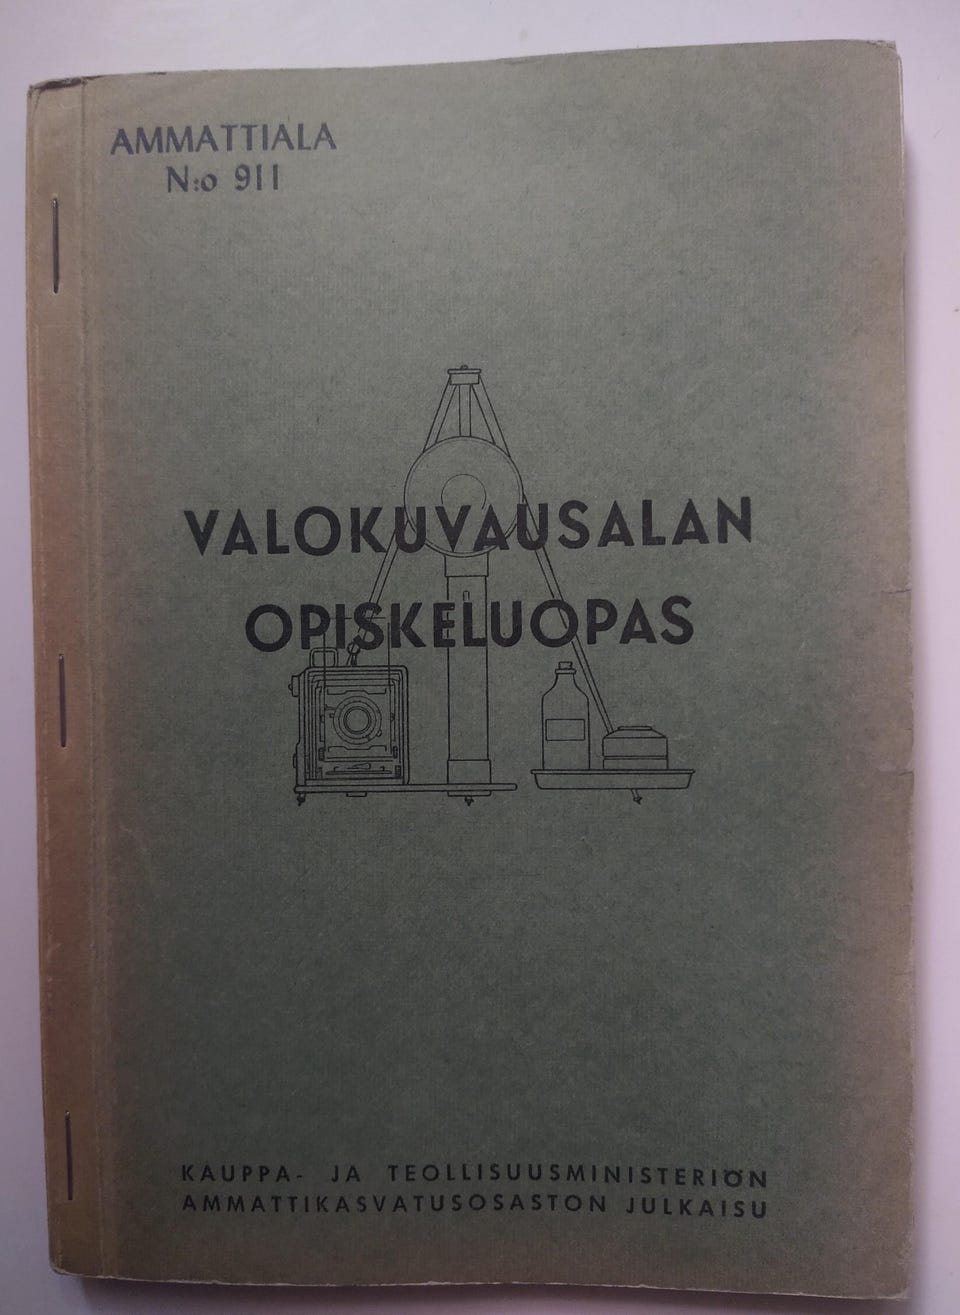 AMMATTIALA
N:o 911
VALOKUVAUSALAN
OPISKELUOPAS
KAUPPA- JA TEOLLISUUSMINISTERIÖN
AMMATTIKASVATUSOSASTON JULKAISU